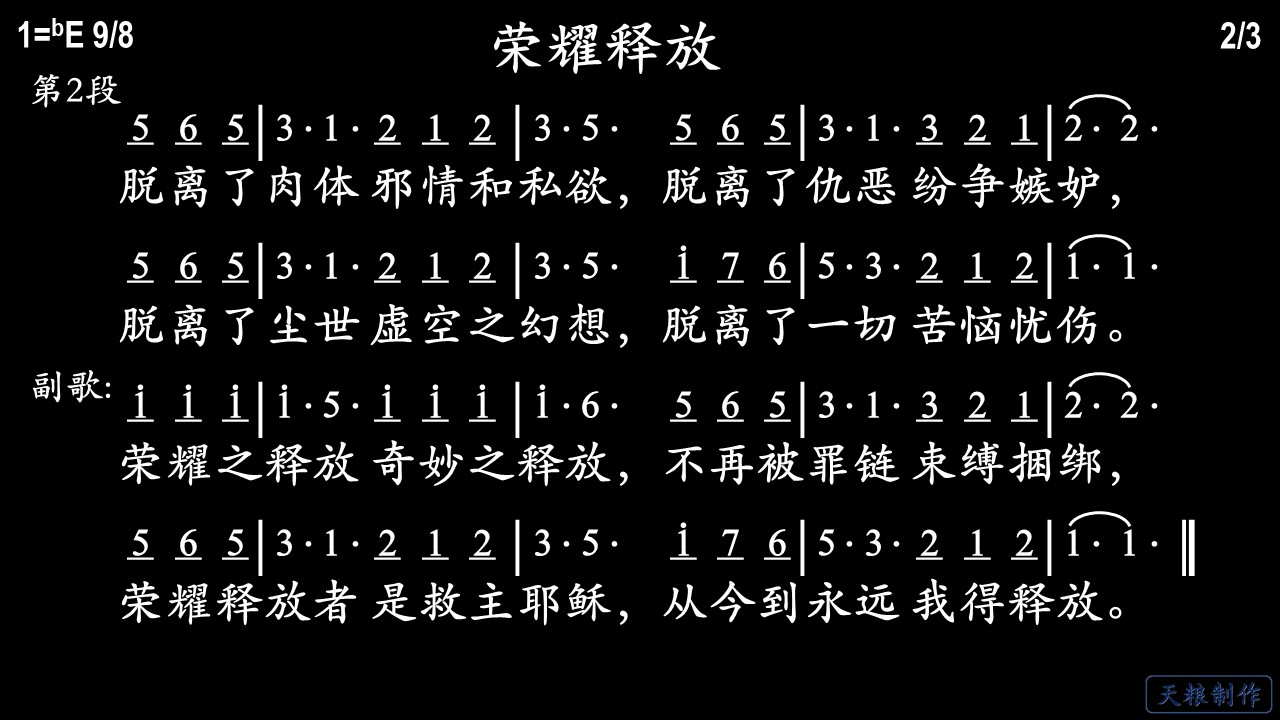 1=ᵇE 9/8 荣耀释放 2/3
第2段
5 6 5|3·1·2 1 2|3·5· 5 6 5|3·1·3 2 1|2·2·
脱离了肉体 邪情和私欲，脱离了仇恶 纷争嫉妒，
5 6 5|3·1·2 1 2|3·5· i 7 6|5·3·2 1 2|1·1·
脱离了尘世 虚空之幻想，脱离了一切 苦恼忧伤。
副歌: i i i|i·5·i i i|i·6· 5 6 5|3·1·3 2 1|2·2·
荣耀之释放 奇妙之释放，不再被罪链 束缚捆绑，
5 6 5|3·1·2 1 2|3·5· i 7 6|5·3·2 1 2|1·1·‖
荣耀释放者 是救主耶稣，从今到永远 我得释放。
天粮制作